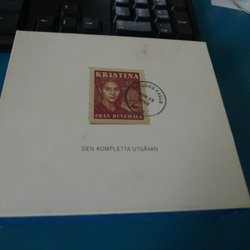 KRISTINA
FRÅN DUVEMÅLA
DEN KOMPLETTA UTGÅVAN